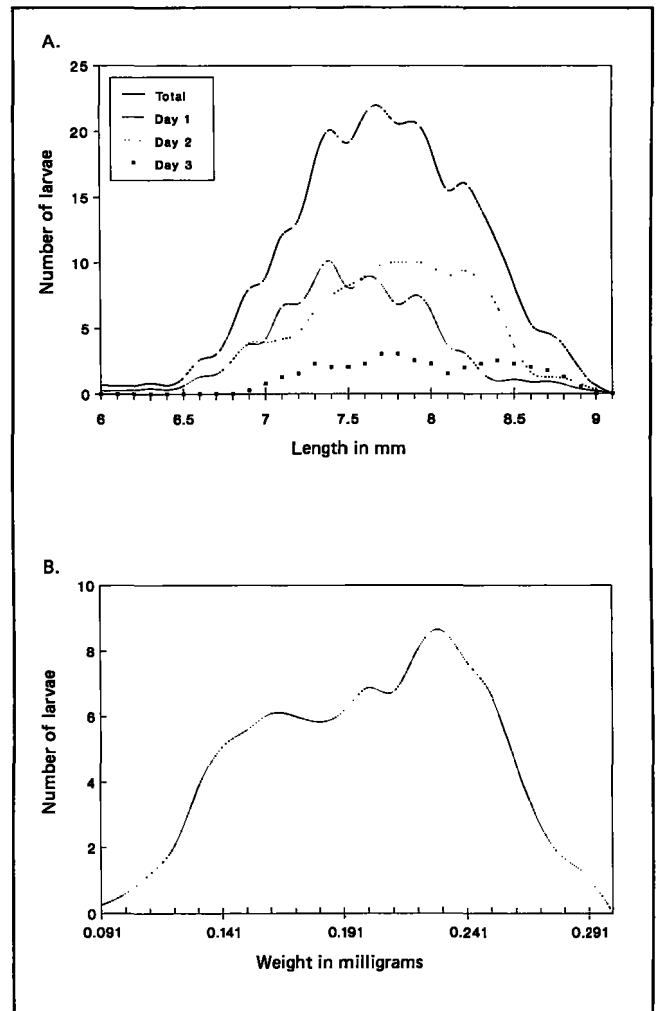 A.
25
20
15
10
5
0
Number of larvae
Total
Day 1
Day 2
Day 3
6 6.5 7 7.5 8 8.5 9
Length in mm
B.
10
8
6
4
2
0
Number of larvae
0.091 0.141 0.191 0.241 0.291
Weight in milligrams